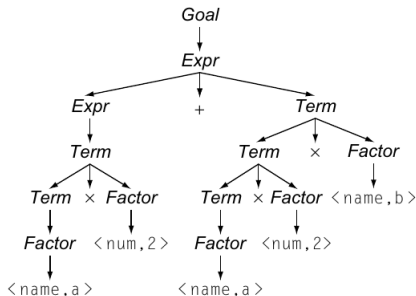 Goal
Expr
Expr + Term
Term Term × Factor
Term × Factor Term × Factor <name,b>
Factor <num,2> Factor <num,2>
<name,a> <name,a>